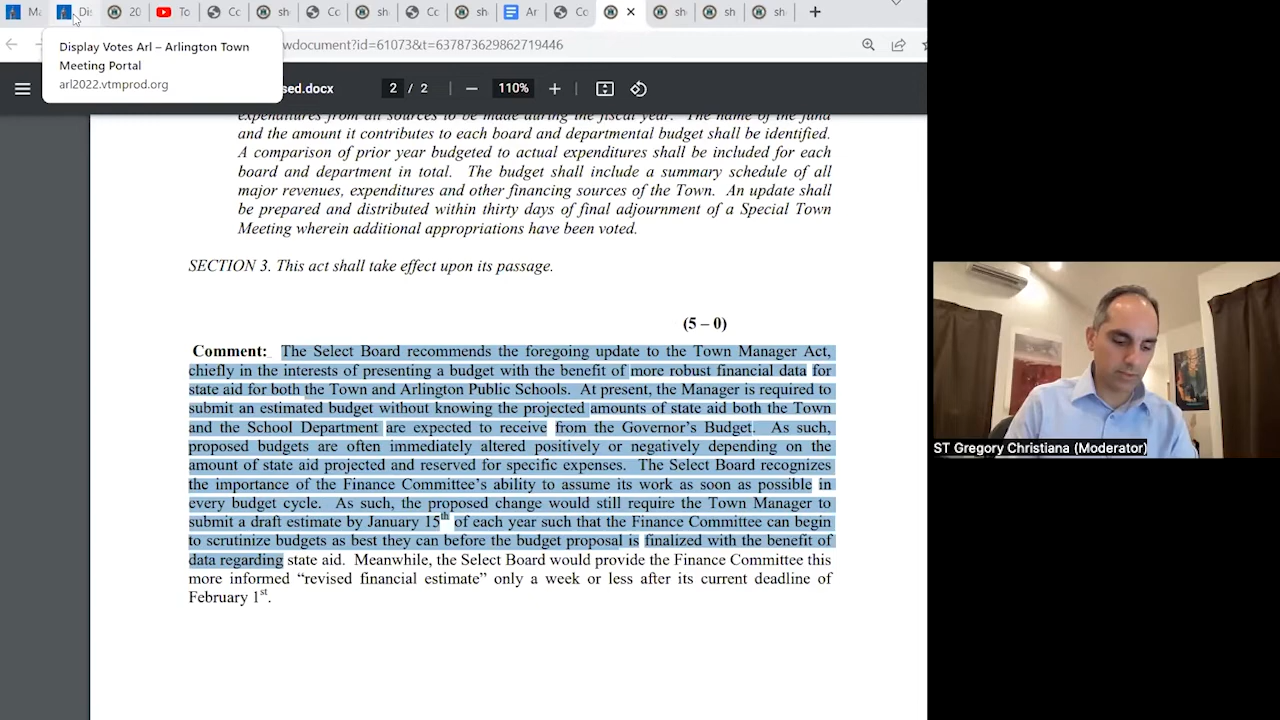 Ma
Dis
20
To
Co
sh
Co
sh
Co
sh
Ar
Co
sh
sh
sh
Display Votes Arl – Arlington Town
Meeting Portal
arl2022.vtmprod.org
wdocument?id=61073&t=637873629862719446
sed.docx
2 / 2
110%
expenditures from all sources to be made during the fiscal year. The name of the fund
and the amount it contributes to each board and departmental budget shall be identified.
A comparison of prior year budgeted to actual expenditures shall be included for each
board and department in total. The budget shall include a summary schedule of all
major revenues, expenditures and other financing sources of the Town. An update shall
be prepared and distributed within thirty days of final adjournment of a Special Town
Meeting wherein additional appropriations have been voted.
SECTION 3. This act shall take effect upon its passage.
(5 – 0)
Comment: The Select Board recommends the foregoing update to the Town Manager Act,
chiefly in the interests of presenting a budget with the benefit of more robust financial data for
state aid for both the Town and Arlington Public Schools. At present, the Manager is required to
submit an estimated budget without knowing the projected amounts of state aid both the Town
and the School Department are expected to receive from the Governor's Budget. As such,
proposed budgets are often immediately altered positively or negatively depending on the
amount of state aid projected and reserved for specific expenses. The Select Board recognizes
the importance of the Finance Committee's ability to assume its work as soon as possible in
every budget cycle. As such, the proposed change would still require the Town Manager to
submit a draft estimate by January 15th of each year such that the Finance Committee can begin
to scrutinize budgets as best they can before the budget proposal is finalized with the benefit of
data regarding state aid. Meanwhile, the Select Board would provide the Finance Committee this
more informed “revised financial estimate” only a week or less after its current deadline of
February 1st.
ST Gregory Christiana (Moderator)